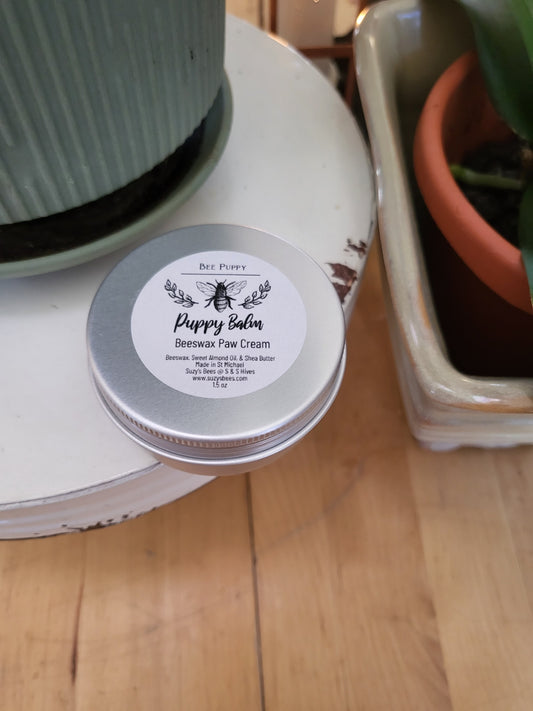 BEE PUPPY
Puppy Balm
Beeswax Paw Cream
Beeswax, Sweet Almond Oil, & Shea Butter
Made in St Michael
Suzy's Bees @ S & S Hives
www.suzysbees.com
1.5 oz